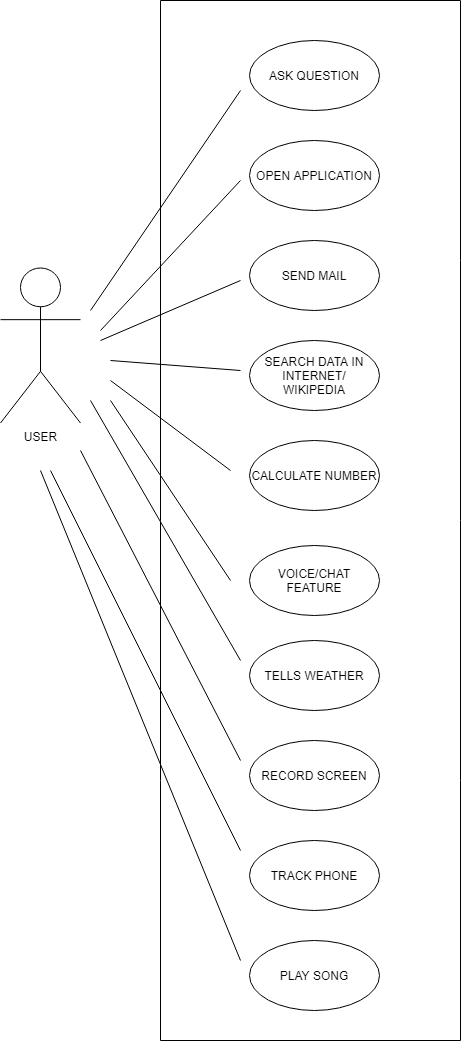 ASK QUESTION
OPEN APPLICATION
SEND MAIL
SEARCH DATA IN
INTERNET/
WIKIPEDIA
USER
CALCULATE NUMBER
VOICE/CHAT
FEATURE
TELLS WEATHER
RECORD SCREEN
TRACK PHONE
PLAY SONG